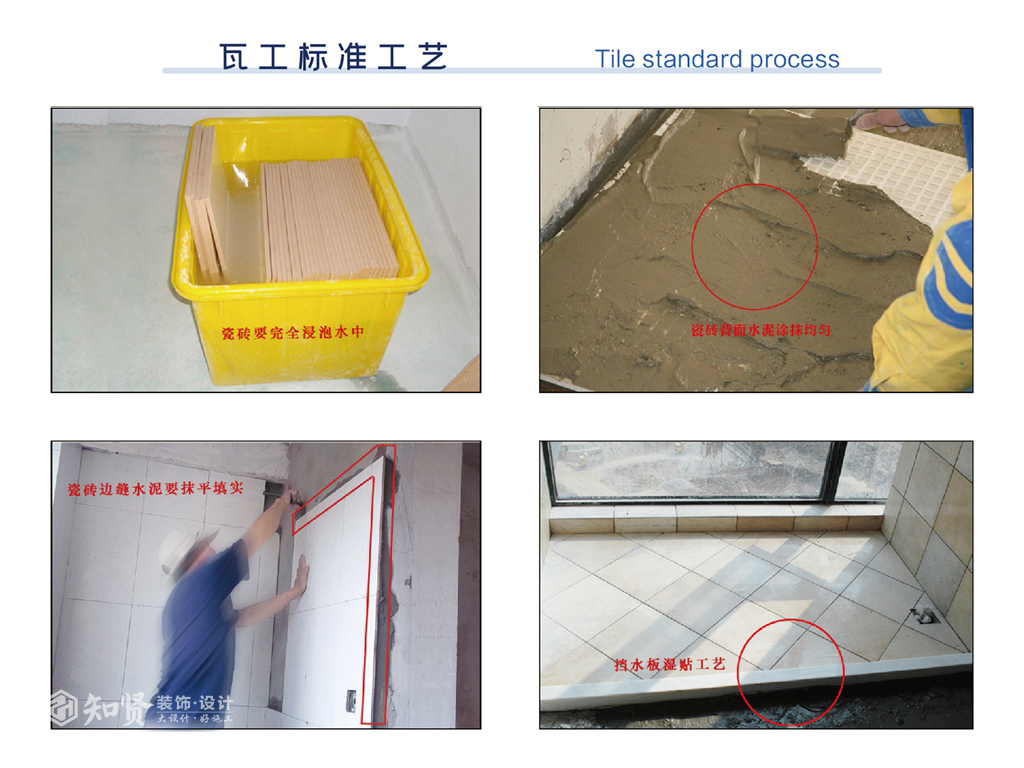 瓦工标准工艺
Tile standard process
瓷砖要完全浸泡水中
瓷砖背面水泥涂抹均匀
瓷砖边缝水泥要抹平填实
挡水板湿贴工艺
知贤 装饰·设计
大设计·好施工